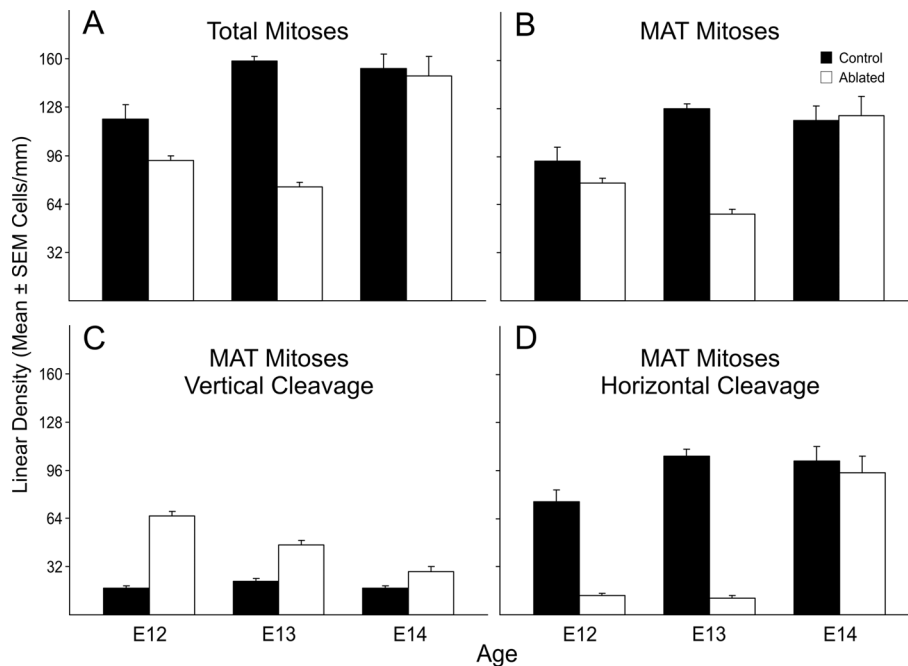 A
Total Mitoses
B
MAT Mitoses
Control
Ablated
160
128
96
64
32
Linear Density (Mean ± SEM Cells/mm)
C
MAT Mitoses
Vertical Cleavage
D
MAT Mitoses
Horizontal Cleavage
160
128
96
64
32
E12
E13
E14
E12
E13
E14
Age